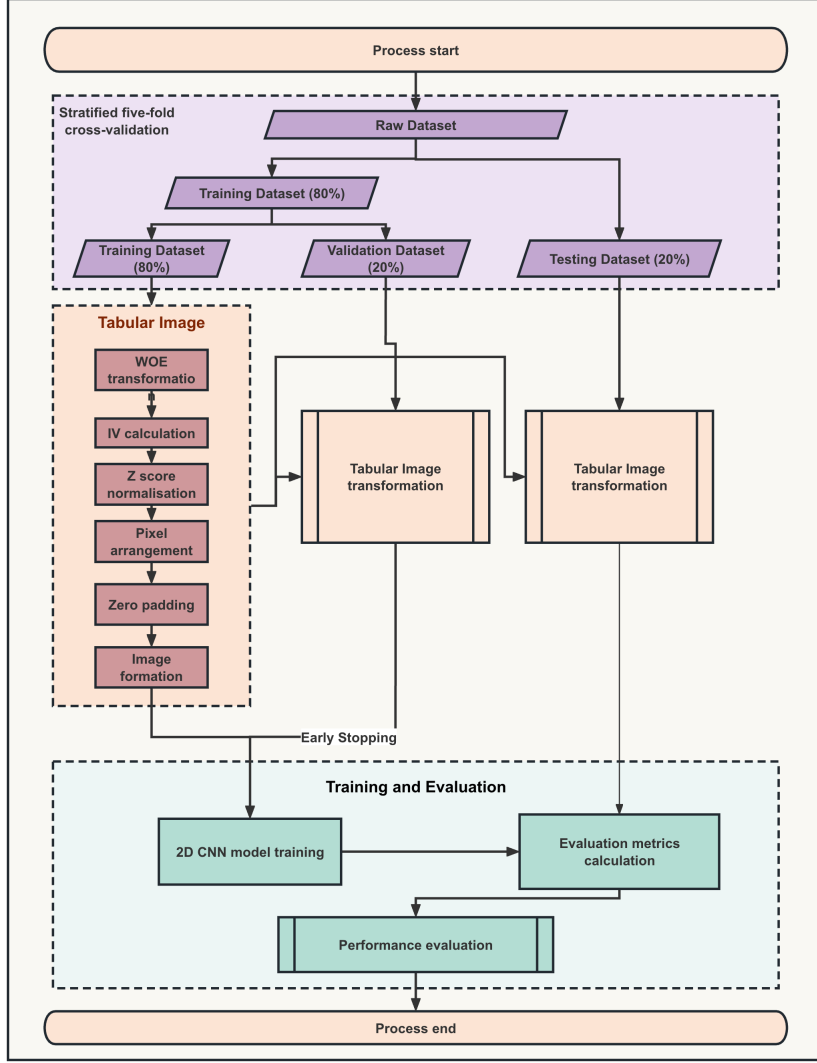 Process start
Stratified five-fold
cross-validation
Raw Dataset
Training Dataset (80%)
Training Dataset
(80%)
Validation Dataset
(20%)
Testing Dataset (20%)
Tabular Image
WOE
transformatio
n
IV calculation
Z score
normalisation
Pixel
arrangement
Zero padding
Image
formation
Tabular Image
transformation
Tabular Image
transformation
Early Stopping
Training and Evaluation
2D CNN model training
Evaluation metrics
calculation
Performance evaluation
Process end